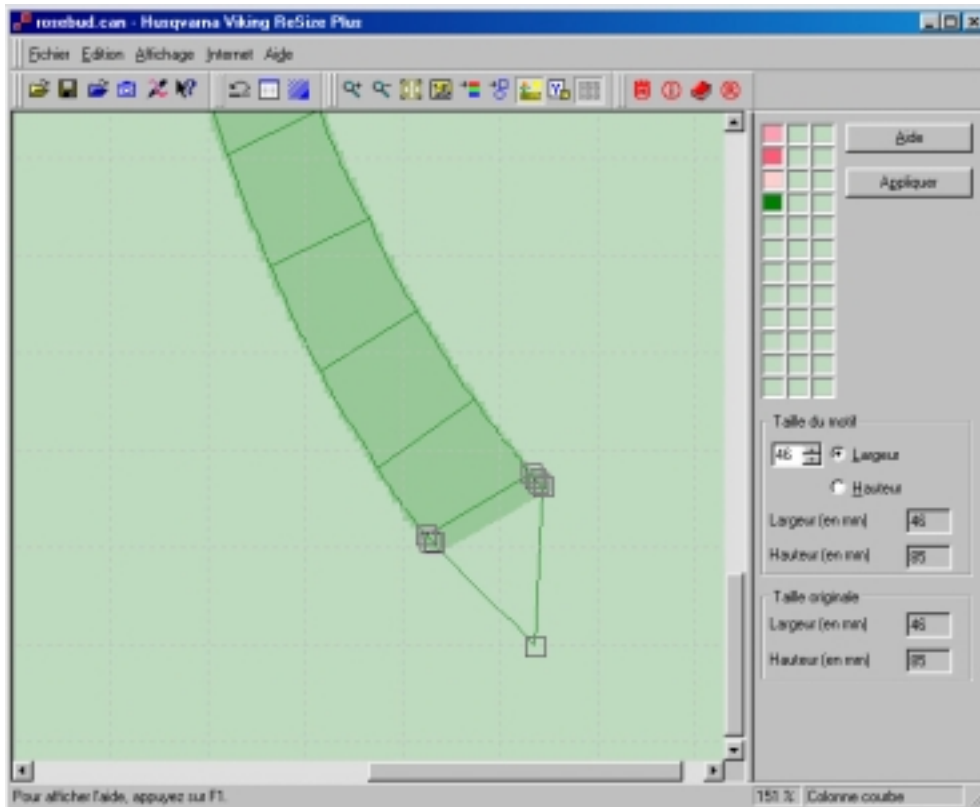 rosebud.can - Husqvarna Viking ReSize Plus
Fichier Edition Affichage Internet Aide
Aide
Appliquer
Taille du motif
46 Largeur
Hauteur
Largeur (en mm) 46
Hauteur (en mm) 85
Taille originale
Largeur (en mm) 46
Hauteur (en mm) 85
Pour afficher l'aide, appuyez sur F1.
151 % Colonne courbe